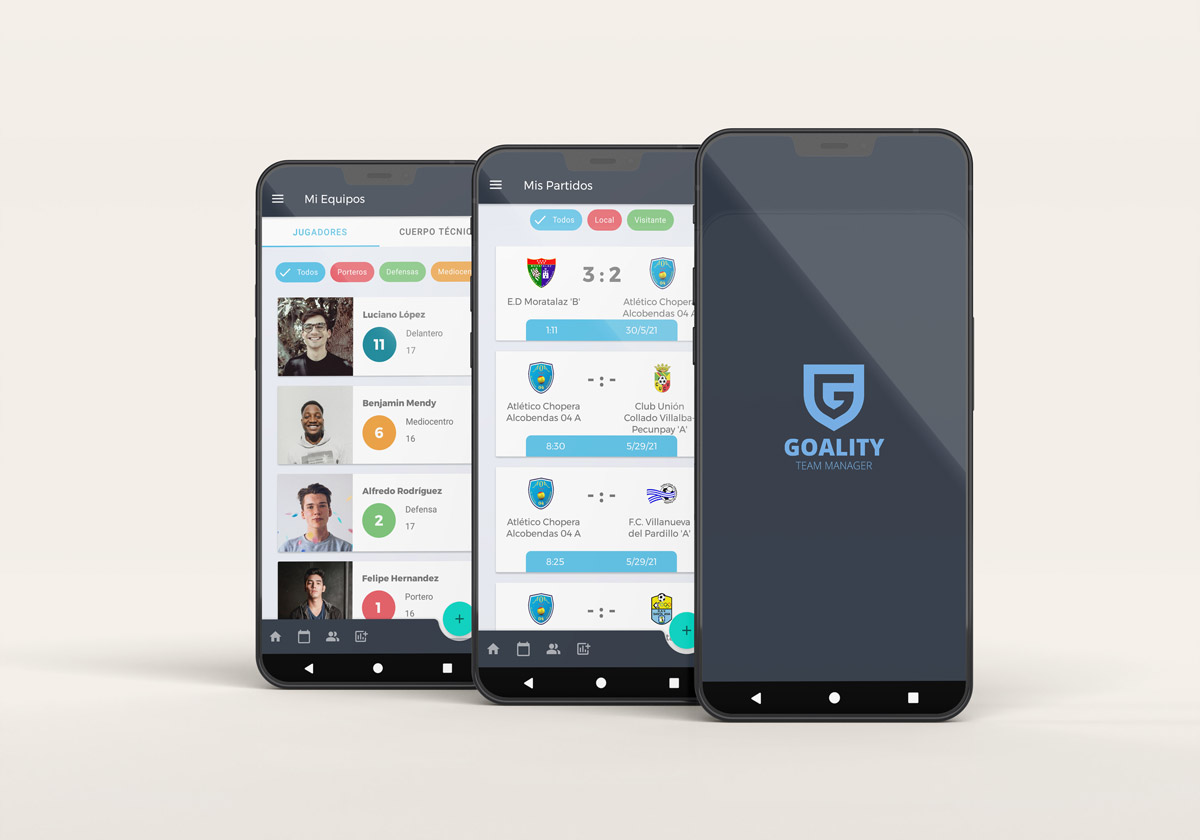 Mi Equipos
JUGADORES
Todos
Porteros
Defensas
Luciano López
11
Delantero
17
Benjamin Mendy
6
Mediocentro
16
Alfredo Rodríguez
2
Defensa
17
Felipe Hernandez
1
Portero
16
+
CUERPO
Mis Partidos
Todos
Local
Visitante
3:2
E.D Moratalaz 'B'
Atlético Chopera
Alcobendas 04
1:11
30/5/21
-:-
Atlético Chopera
Alcobendas 04 A
Club Unión
Collado Villalba-
Pecunpay 'A'
8:30
5/29/21
-:-
Atlético Chopera
Alcobendas 04 A
F.C. Villanueva
del Pardillo 'A'
8:25
5/29/21
-:-
+
G
GOALITY
TEAM MANAGER